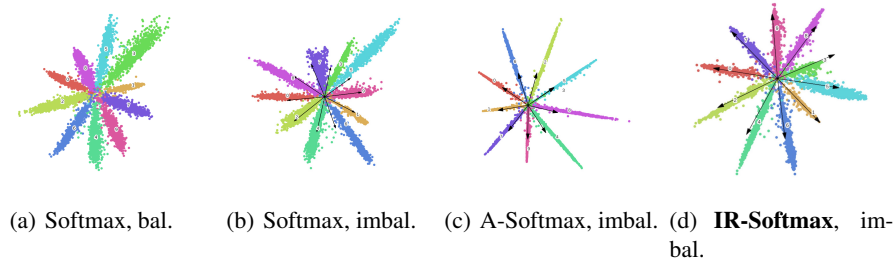 (a) Softmax, bal.
(b) Softmax, imbal.
(c) A-Softmax, imbal.
(d) IR-Softmax, im-
bal.